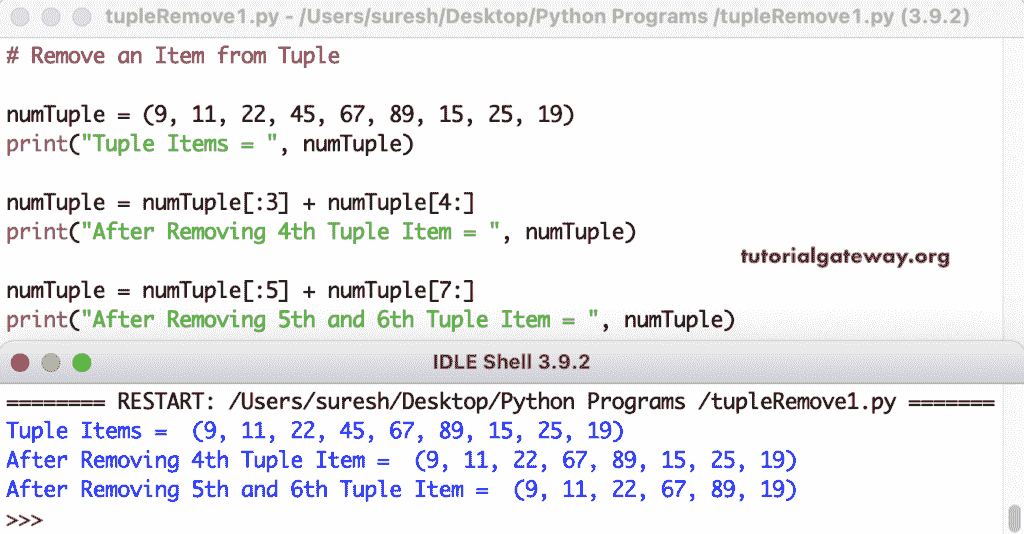 tupleRemove1.py - /Users/suresh/Desktop/Python Programs /tupleRemove1.py (3.9.2)
# Remove an Item from Tuple
numTuple = (9, 11, 22, 45, 67, 89, 15, 25, 19)
print("Tuple Items = ", numTuple)
numTuple = numTuple[:3] + numTuple[4:]
print("After Removing 4th Tuple Item = ", numTuple)
tutorialgateway.org
numTuple = numTuple[:5] + numTuple[7:]
print("After Removing 5th and 6th Tuple Item = ", numTuple)
IDLE Shell 3.9.2
======== RESTART: /Users/suresh/Desktop/Python Programs /tupleRemove1.py =======
Tuple Items =  (9, 11, 22, 45, 67, 89, 15, 25, 19)
After Removing 4th Tuple Item =  (9, 11, 22, 67, 89, 15, 25, 19)
After Removing 5th and 6th Tuple Item =  (9, 11, 22, 67, 89, 19)
>>>